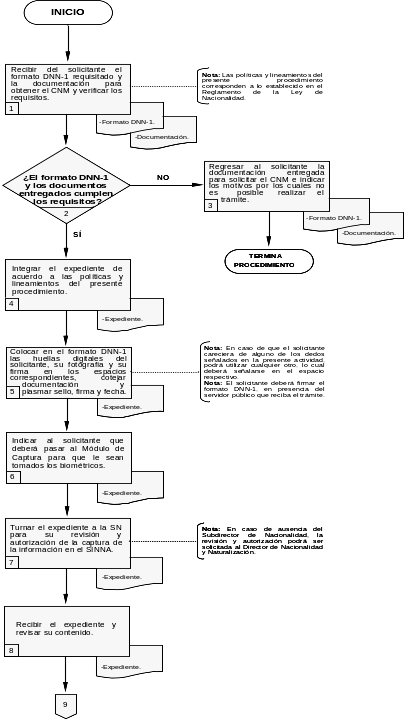 INICIO
Recibir del solicitante el
formato DNN-1 requisitado y
la documentación para
obtener el CNM y verificar los
requisitos.
1
-Formato DNN-1.
-Documentación.
Nota: Las políticas y lineamientos del
presente procedimiento
corresponden a lo establecido en el
Reglamento de la Ley de
Nacionalidad.
¿El formato DNN-1
y los documentos
entregados cumplen
los requisitos?
2
NO
SÍ
Regresar al solicitante la
documentación entregada
para solicitar el CNM e indicar
los motivos por los cuales no
es posible realizar el
trámite.
3
-Formato DNN-1.
-Documentación.
TERMINA
PROCEDIMIENTO
Integrar el expediente de
acuerdo a las políticas y
lineamientos del presente
procedimiento.
4
-Expediente.
Colocar en el formato DNN-1
las huellas digitales del
solicitante, su fotografía y su
firma en los espacios
correspondientes, cotejar
documentación y
plasmar sello, firma y fecha.
5
-Expediente.
Nota: En caso de que el solicitante
careciera de alguno de los dedos
señalados en la presente actividad,
podrá utilizar cualquier otro, lo cual
deberá señalarse en el espacio
respectivo.
Nota: El solicitante deberá firmar el
formato DNN-1, en presencia del
servidor público que reciba el trámite.
Indicar al solicitante que
deberá pasar al Módulo de
Captura para que le sean
tomados los biométricos.
6
-Expediente.
Turnar el expediente a la SN
para su revisión y
autorización de la captura de
la información en el SINNA.
7
-Expediente.
Nota: En caso de ausencia del
Subdirector de Nacionalidad, la
revisión y autorización podrá ser
solicitada al Director de Nacionalidad
y Naturalización.
Recibir el expediente y
revisar su contenido.
8
-Expediente.
9